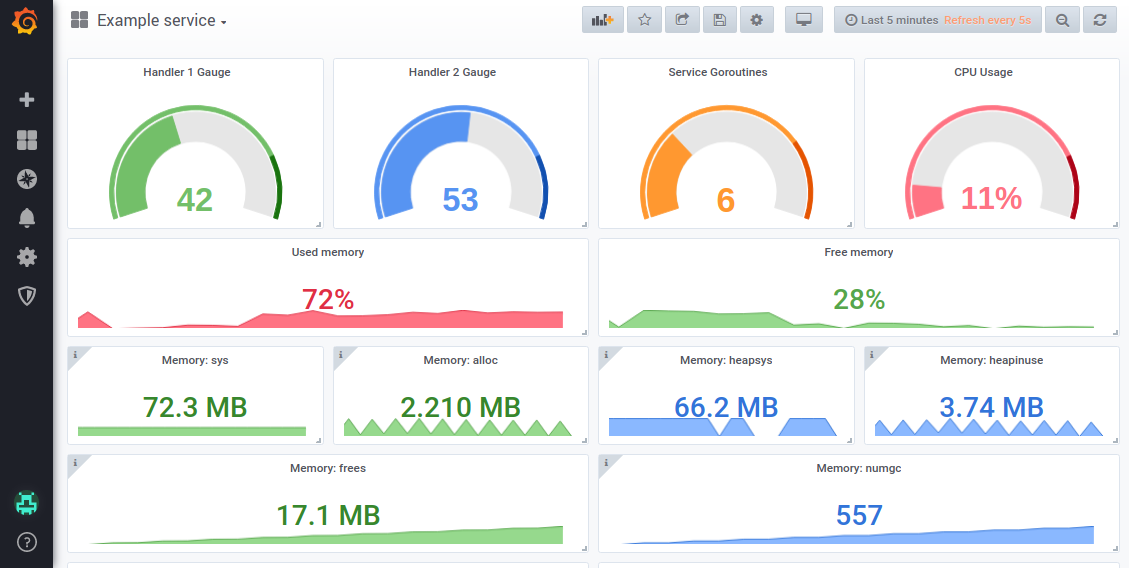 Example service
Last 5 minutes Refresh every 5s
Handler 1 Gauge
42
Handler 2 Gauge
53
Service Goroutines
6
CPU Usage
11%
Used memory
72%
Free memory
28%
i
Memory: sys
72.3 MB
i
Memory: alloc
2.210 MB
i
Memory: heapsys
66.2 MB
i
Memory: heapinuse
3.74 MB
i
Memory: frees
17.1 MB
i
Memory: numgc
557
?